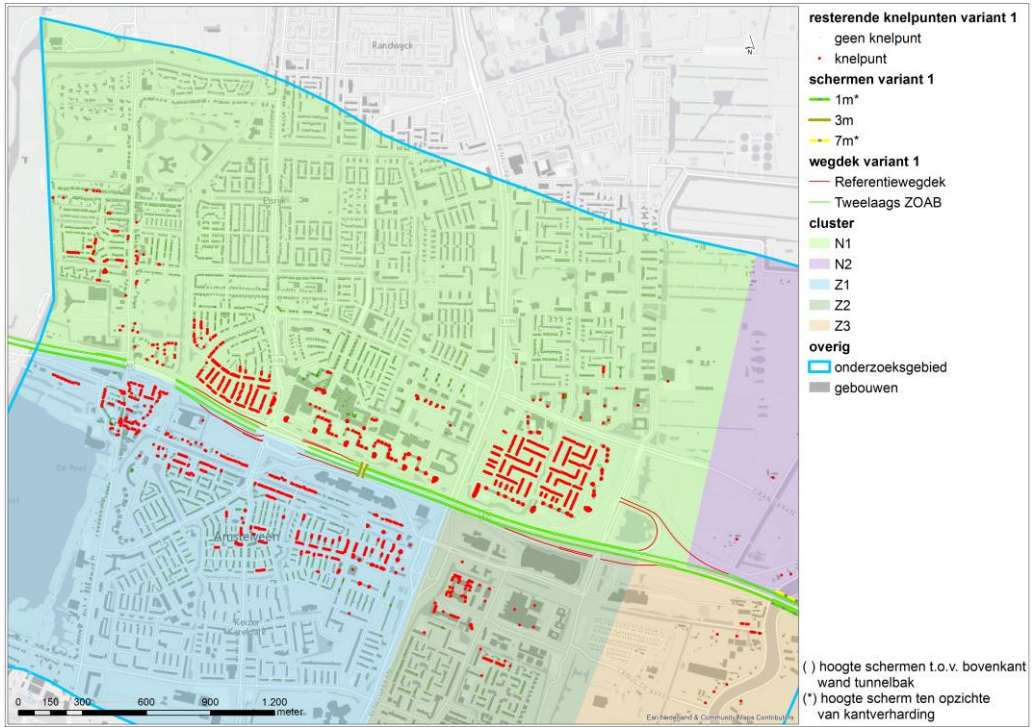 Randwijck
N
Elsrijk
S 109
S 108
De Poel
Amstelveen
Keizer
Karelpark
0 150 300 600 900 1.200
meter
Esri Nederland & Community Maps Contributors
resterende knelpunten variant 1
geen knelpunt
knelpunt
schermen variant 1
1m*
3m
7m*
wegdek variant 1
Referentiewegdek
Tweelaags ZOAB
cluster
N1
N2
Z1
Z2
Z3
overig
onderzoeksgebied
gebouwen
( ) hoogte schermen t.o.v. bovenkant
wand tunnelbak
(*) hoogte scherm ten opzichte
van kantverharding